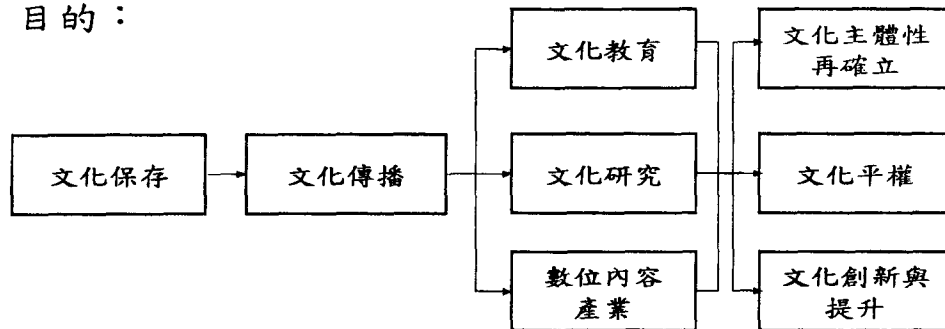 目的：
文化保存
文化傳播
文化教育
文化研究
數位內容
產業
文化主體性
再確立
文化平權
文化創新與
提升